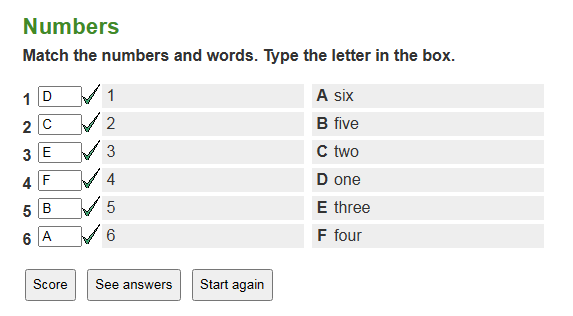 Numbers
Match the numbers and words. Type the letter in the box.
1 D 1 A six
2 C 2 B five
3 E 3 C two
4 F 4 D one
5 B 5 E three
6 A 6 F four
Score See answers Start again